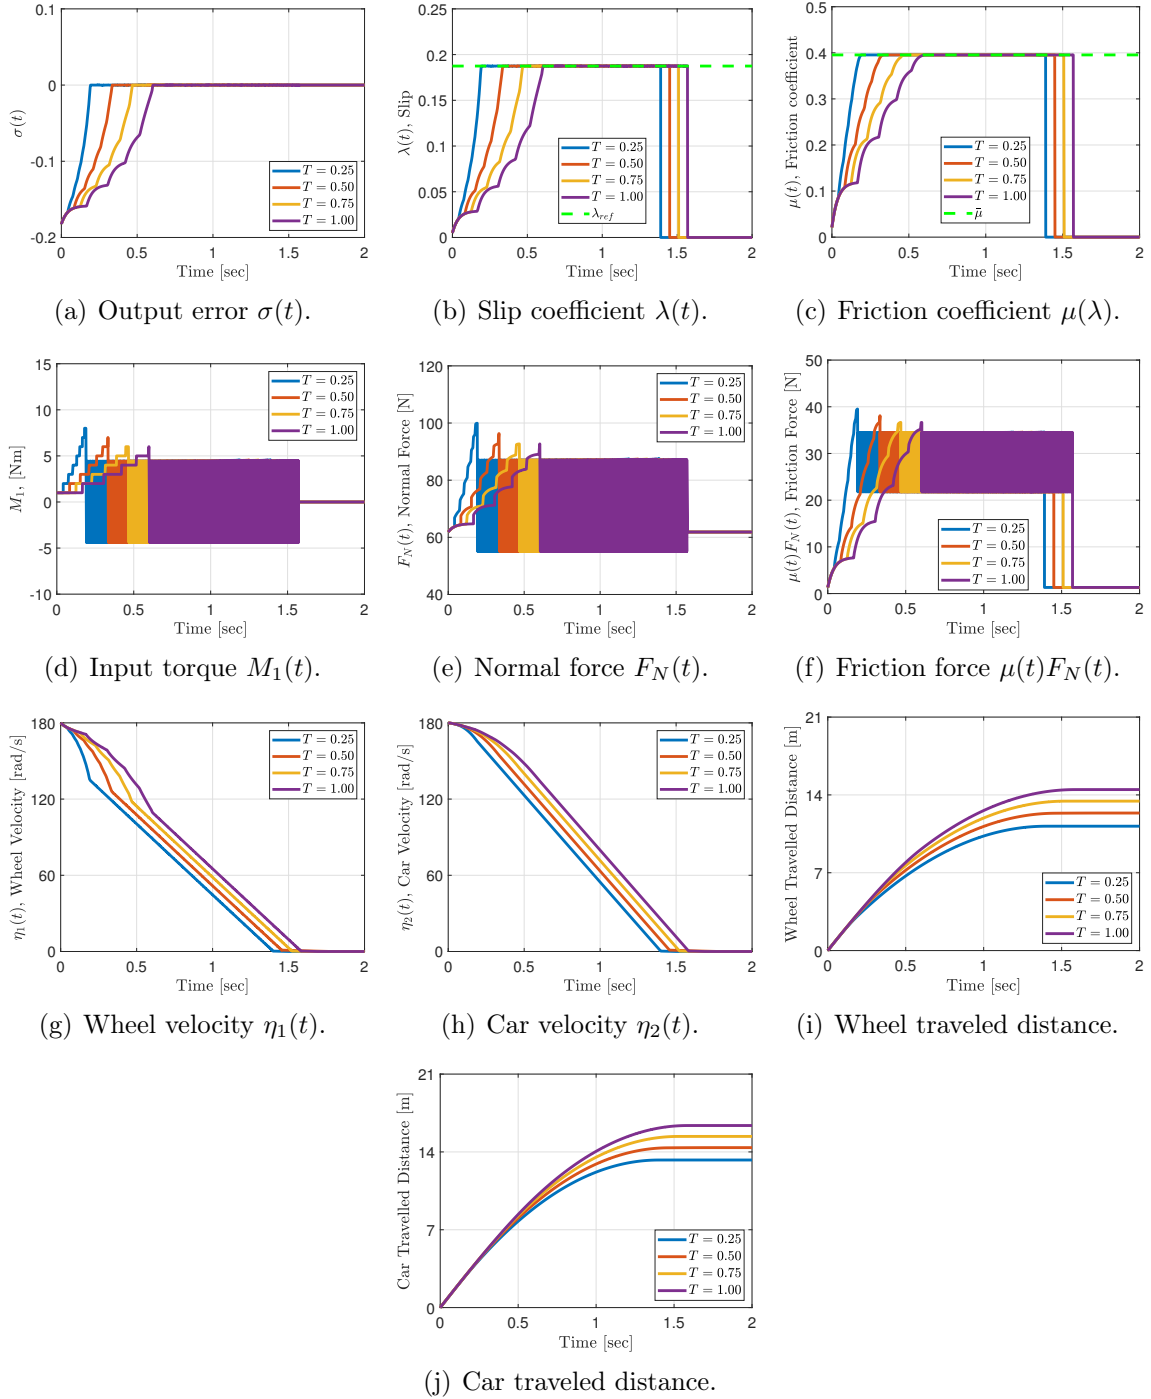 0.1
0
-0.1
-0.2
σ(t)
0 0.5 1 1.5 2
Time [sec]
T = 0.25
T = 0.50
T = 0.75
T = 1.00
(a) Output error σ(t).
0.25
0.2
0.15
0.1
0.05
0
λ(t), Slip
0 0.5 1 1.5 2
Time [sec]
T = 0.25
T = 0.50
T = 0.75
T = 1.00
λref
(b) Slip coefficient λ(t).
0.5
0.4
0.3
0.2
0.1
0
μ(t), Friction coefficient
0 0.5 1 1.5 2
Time [sec]
T = 0.25
T = 0.50
T = 0.75
T = 1.00
μ̄
(c) Friction coefficient μ(λ).
15
10
5
0
-5
-10
M1, [Nm]
0 0.5 1 1.5 2
Time [sec]
T = 0.25
T = 0.50
T = 0.75
T = 1.00
(d) Input torque M1(t).
120
100
80
60
40
FN(t), Normal Force [N]
0 0.5 1 1.5 2
Time [sec]
T = 0.25
T = 0.50
T = 0.75
T = 1.00
(e) Normal force FN(t).
50
40
30
20
10
0
μ(t)FN(t), Friction Force [N]
0 0.5 1 1.5 2
Time [sec]
T = 0.25
T = 0.50
T = 0.75
T = 1.00
(f) Friction force μ(t)FN(t).
180
120
60
0
η1(t), Wheel Velocity [rad/s]
0 0.5 1 1.5 2
Time [sec]
T = 0.25
T = 0.50
T = 0.75
T = 1.00
(g) Wheel velocity η1(t).
180
120
60
0
η2(t), Car Velocity [rad/s]
0 0.5 1 1.5 2
Time [sec]
T = 0.25
T = 0.50
T = 0.75
T = 1.00
(h) Car velocity η2(t).
21
14
7
0
Wheel Travelled Distance [m]
0 0.5 1 1.5 2
Time [sec]
T = 0.25
T = 0.50
T = 0.75
T = 1.00
(i) Wheel traveled distance.
21
14
7
0
Car Travelled Distance [m]
0 0.5 1 1.5 2
Time [sec]
T = 0.25
T = 0.50
T = 0.75
T = 1.00
(j) Car traveled distance.